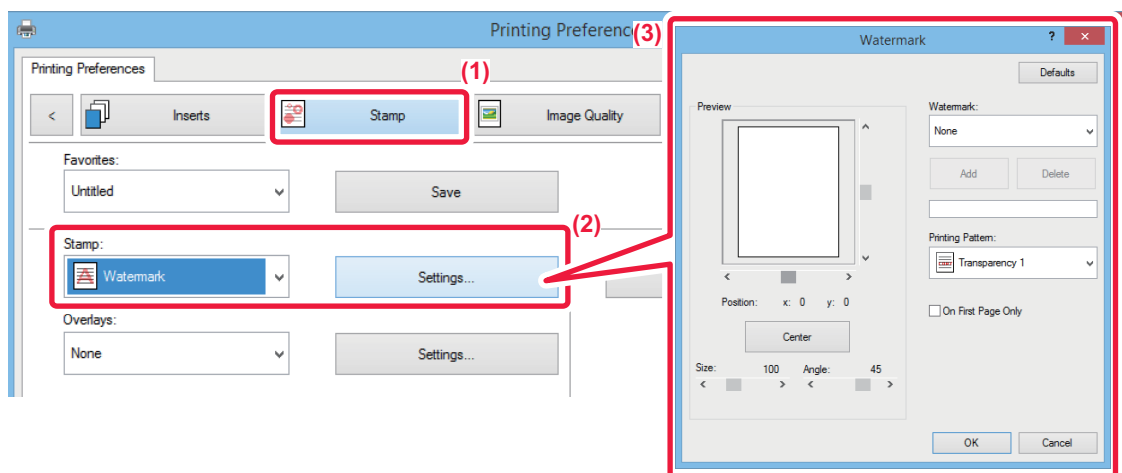 Printing Preferenc
(3)
Watermark
?
×
Printing Preferences
(1)
Defaults
<
Inserts
Stamp
Image Quality
Preview
Watermark:
None
Favorites:
Untitled
Save
Add
Delete
(2)
Stamp:
Watermark
Settings...
Printing Pattern:
Transparency 1
Position: x: 0 y: 0
On First Page Only
Overlays:
None
Settings...
Center
Size: 100 Angle: 45
OK
Cancel